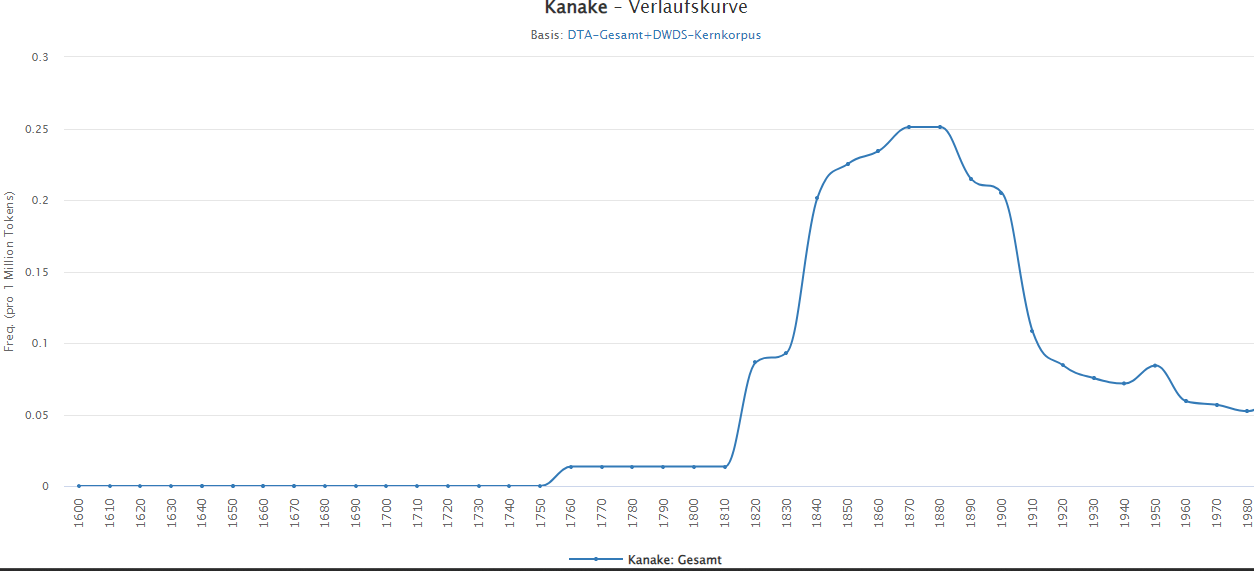 Kanake – Verlaufskurve
Basis: DTA-Gesamt+DWDS-Kernkorpus
Freq. (pro 1 Million Tokens)
0.3
0.25
0.2
0.15
0.1
0.05
0
1600 1610 1620 1630 1640 1650 1660 1670 1680 1690 1700 1710 1720 1730 1740 1750 1760 1770 1780 1790 1800 1810 1820 1830 1840 1850 1860 1870 1880 1890 1900 1910 1920 1930 1940 1950 1960 1970 1980
Kanake: Gesamt